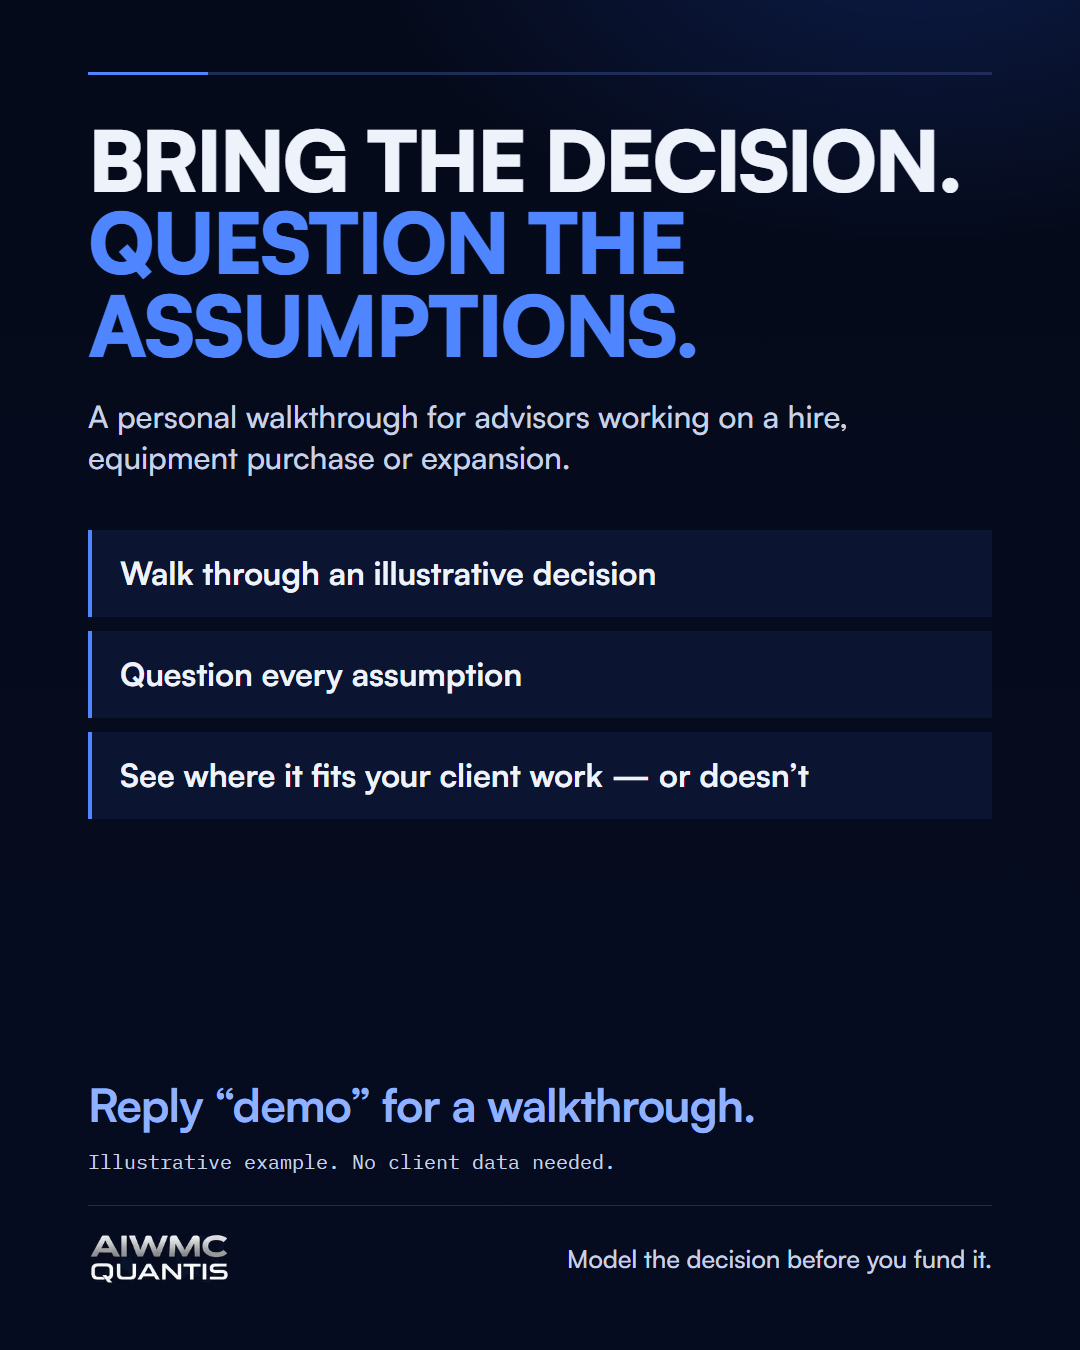 BRING THE DECISION.
QUESTION THE
ASSUMPTIONS.
A personal walkthrough for advisors working on a hire,
equipment purchase or expansion.
Walk through an illustrative decision
Question every assumption
See where it fits your client work — or doesn’t
Reply “demo” for a walkthrough.
Illustrative example. No client data needed.
AIWMC
QUANTIS
Model the decision before you fund it.